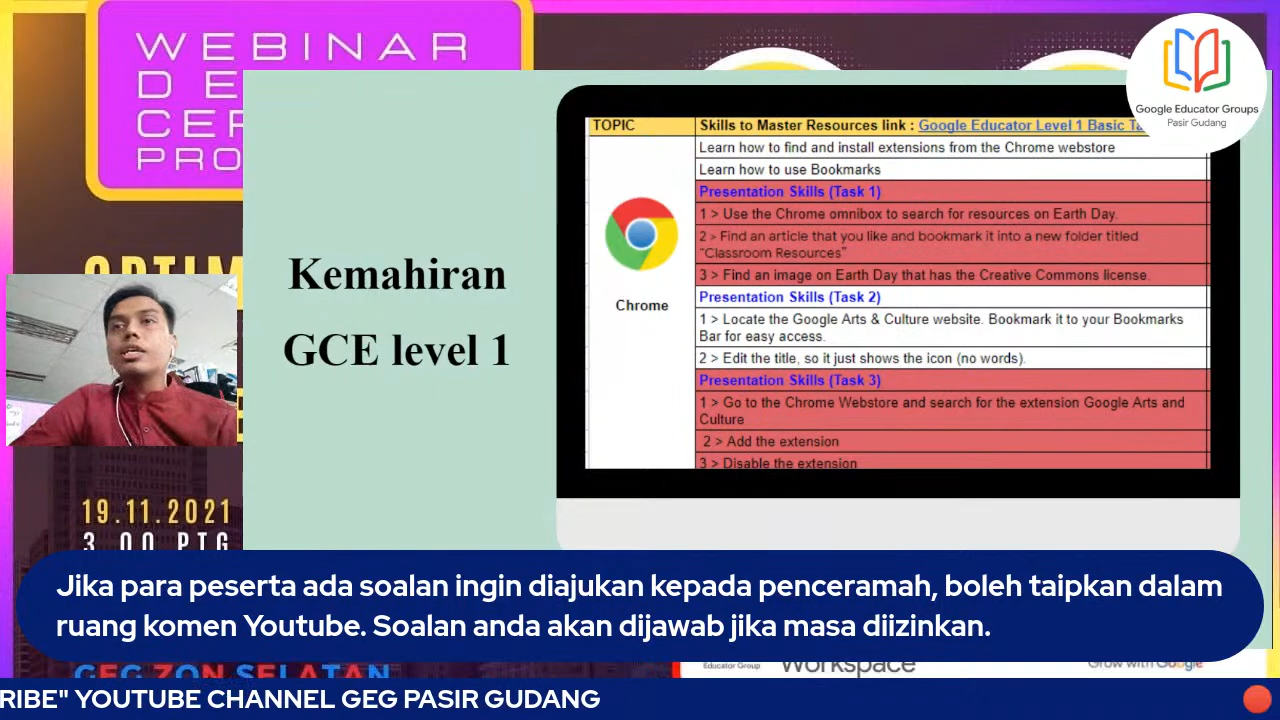 WEBINAR
Google Educator Groups
Pasir Gudang
TOPIC
Skills to Master Resources link : Google Educator Level 1 Basic
Learn how to find and install extensions from the Chrome webstore
Learn how to use Bookmarks
Presentation Skills (Task 1)
1 > Use the Chrome omnibox to search for resources on Earth Day.
2 > Find an article that you like and bookmark it into a new folder titled
"Classroom Resources"
3 > Find an image on Earth Day that has the Creative Commons license.
Chrome
Presentation Skills (Task 2)
1 > Locate the Google Arts & Culture website. Bookmark it to your Bookmarks
Bar for easy access.
2 > Edit the title, so it just shows the icon (no words).
Presentation Skills (Task 3)
1 > Go to the Chrome Webstore and search for the extension Google Arts and
Culture
2 > Add the extension
3 > Disable the extension
Kemahiran
GCE level 1
19.11.2021
3.00 PTG
Jika para peserta ada soalan ingin diajukan kepada penceramah, boleh taipkan dalam
ruang komen Youtube. Soalan anda akan dijawab jika masa diizinkan.
GEG ZON SELATAN
Educator Group
Workspace
Grow with Google
RIBE" YOUTUBE CHANNEL GEG PASIR GUDANG